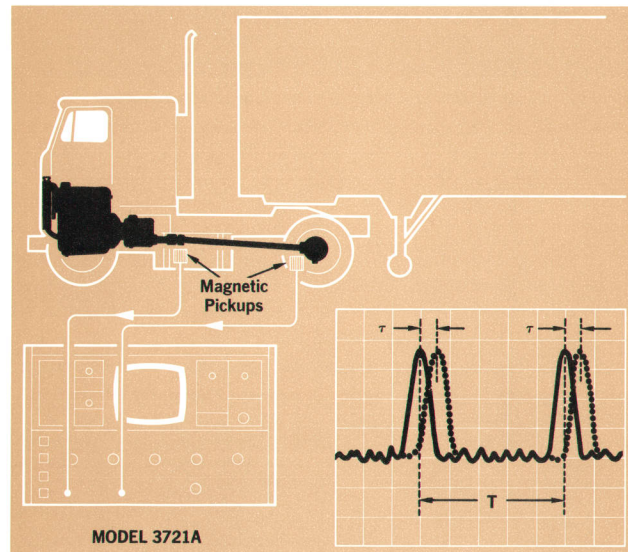 Magnetic
Pickups
τ
τ
T
MODEL 3721A